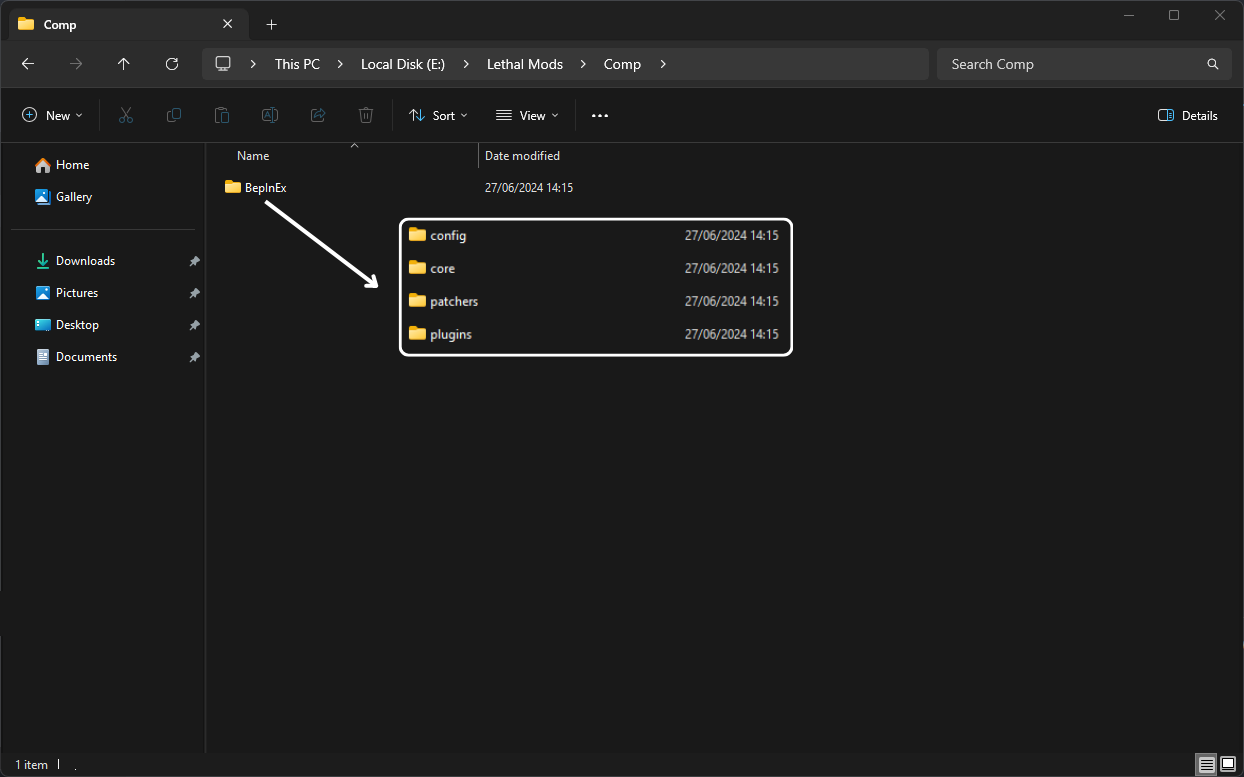 Comp
This PC > Local Disk (E:) > Lethal Mods > Comp >
Search Comp
New
Sort
View
Details
Home
Gallery
Downloads
Pictures
Desktop
Documents
Name
Date modified
BepInEx 27/06/2024 14:15
config 27/06/2024 14:15
core 27/06/2024 14:15
patchers 27/06/2024 14:15
plugins 27/06/2024 14:15
1 item